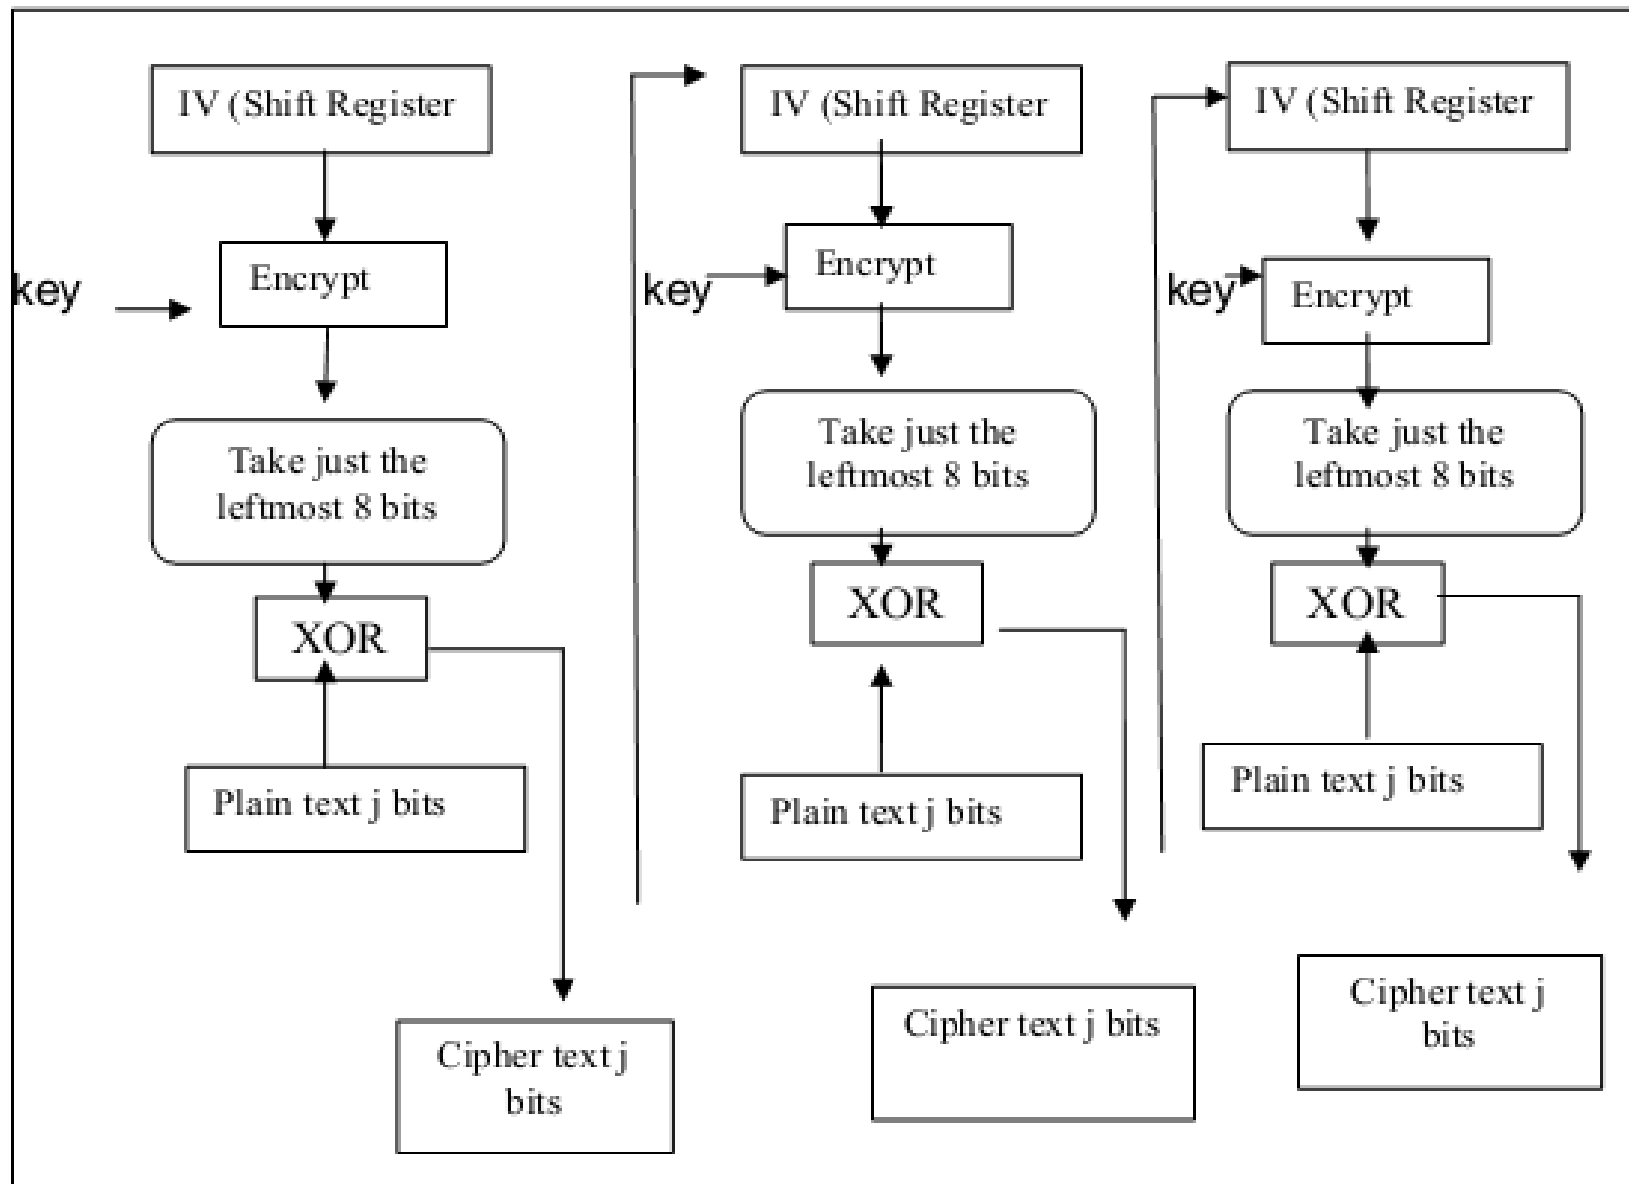 IV (Shift Register
key
Encrypt
Take just the
leftmost 8 bits
XOR
Plain text j bits
Cipher text j
bits
IV (Shift Register
key
Encrypt
Take just the
leftmost 8 bits
XOR
Plain text j bits
Cipher text j bits
IV (Shift Register
key
Encrypt
Take just the
leftmost 8 bits
XOR
Plain text j bits
Cipher text j
bits